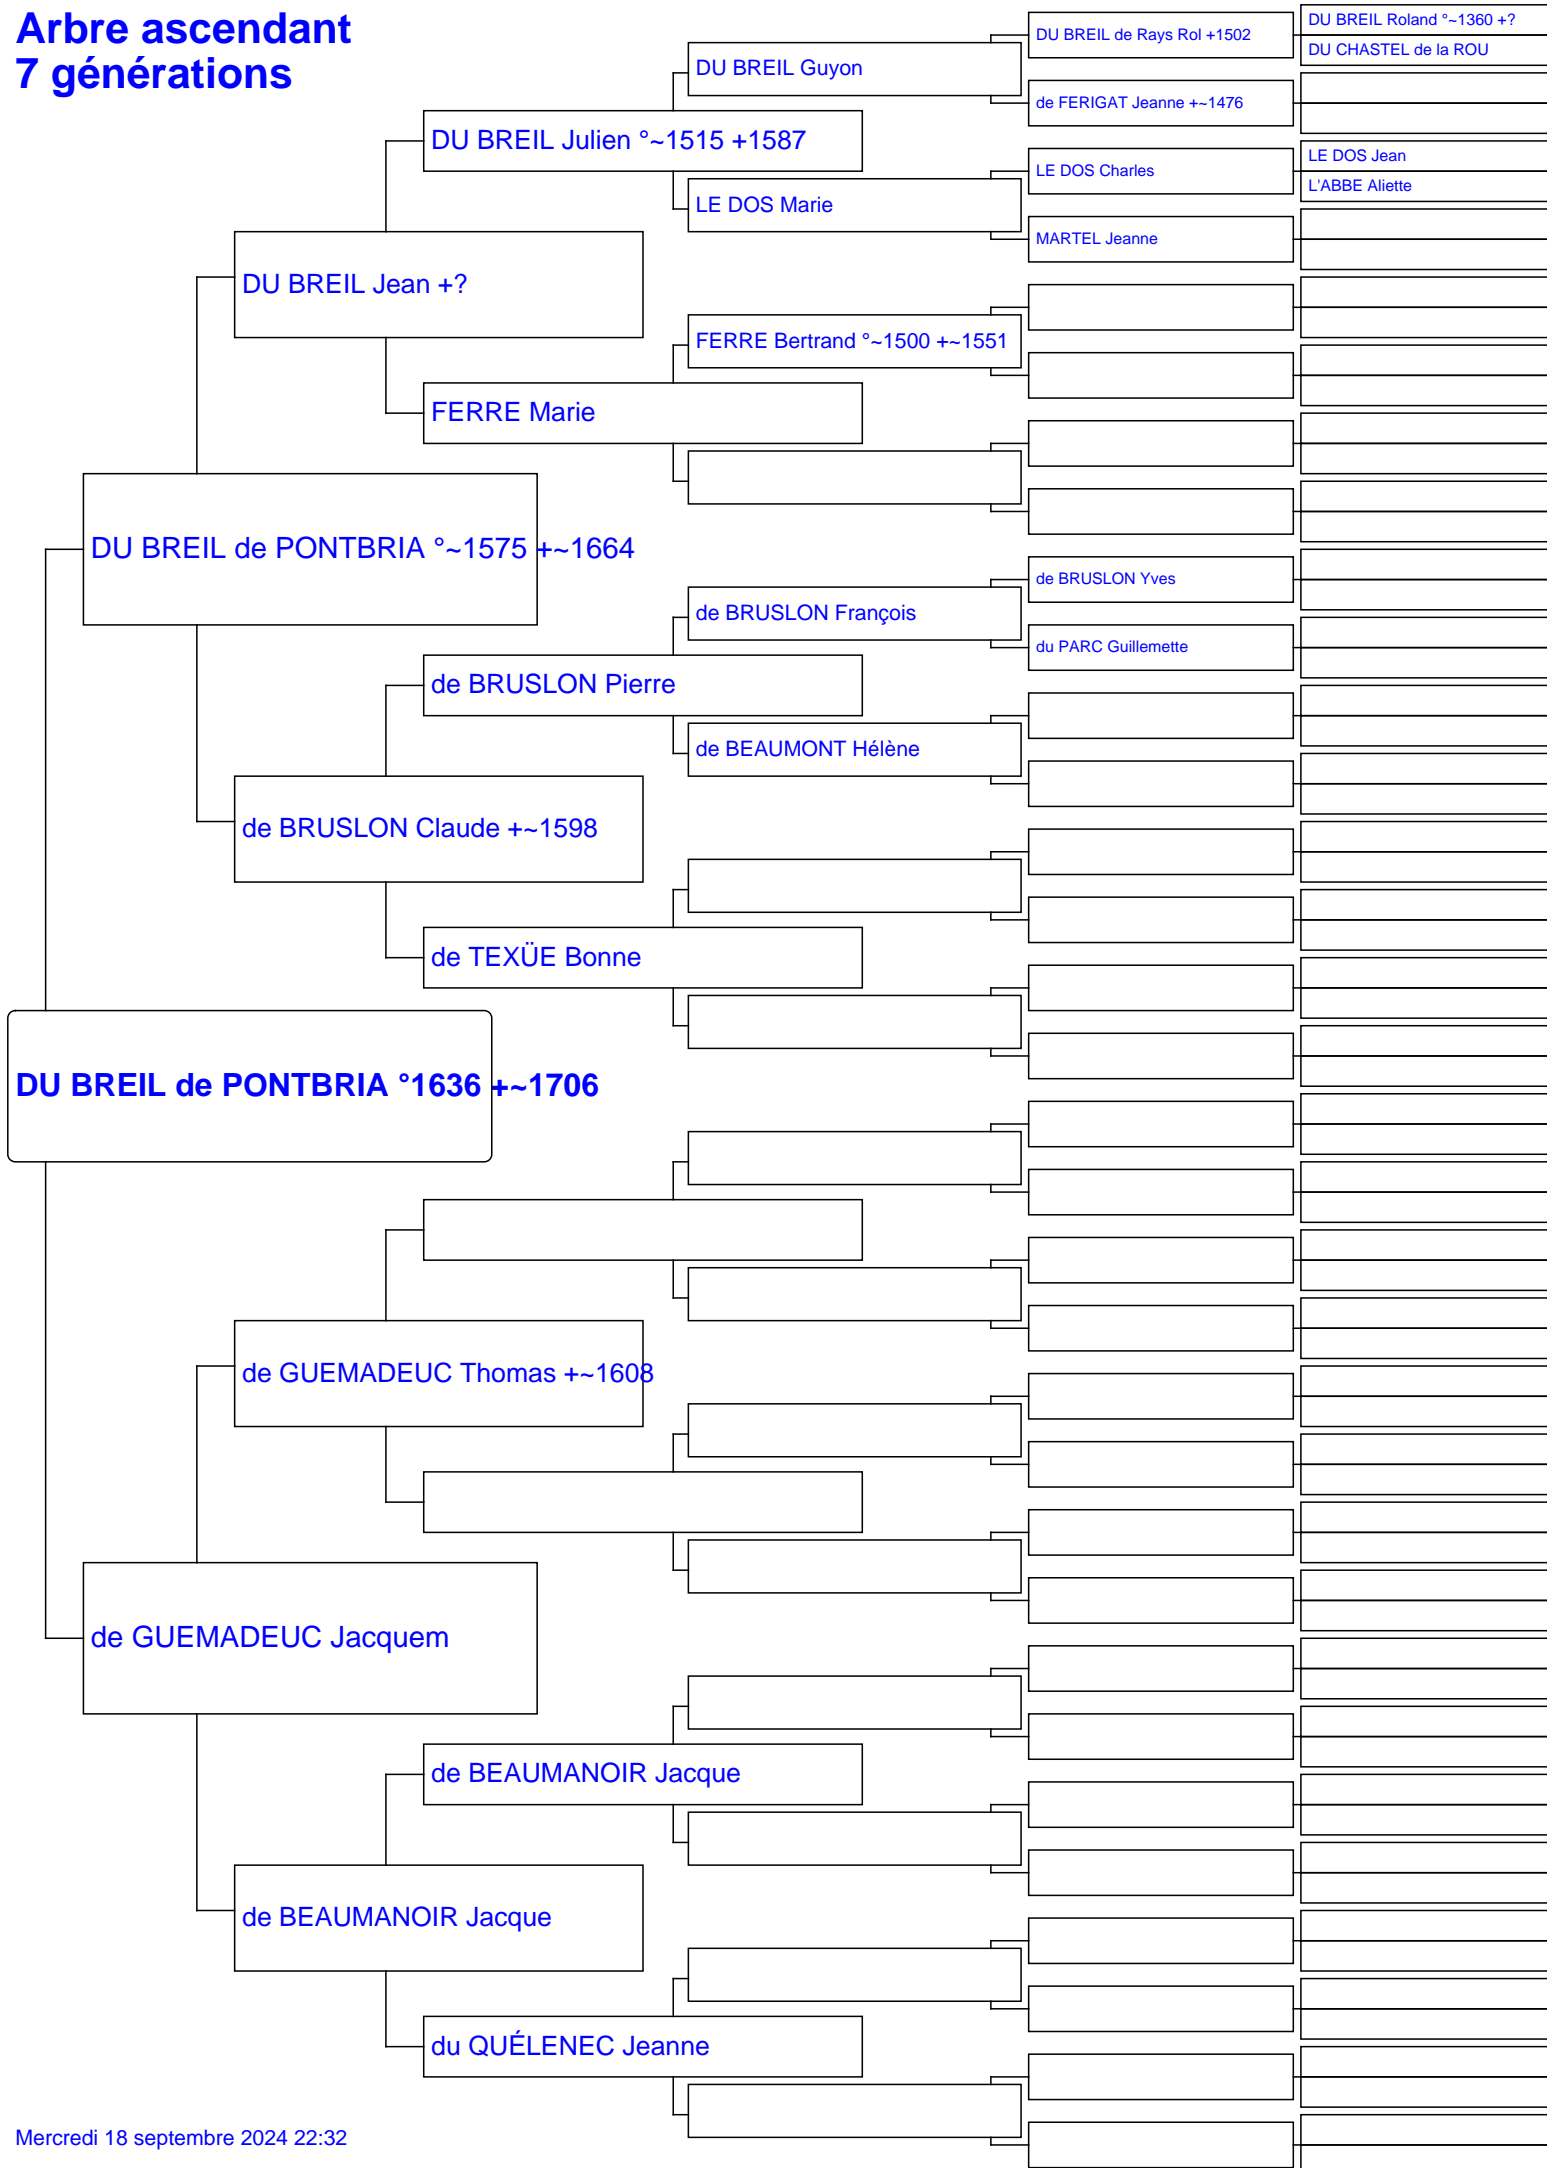 Arbre ascendant
7 générations
DU BREIL de PONTBRIA °1636 +~1706
DU BREIL de PONTBRIA °~1575 +~1664
de GUEMADEUC Jacquem
DU BREIL Jean +?
de BRUSLON Claude +~1598
de GUEMADEUC Thomas +~1608
de BEAUMANOIR Jacque
DU BREIL Julien °~1515 +1587
FERRE Marie
de BRUSLON Pierre
de TEXÜE Bonne
de BEAUMANOIR Jacque
du QUÉLENEC Jeanne
DU BREIL Guyon
LE DOS Marie
FERRE Bertrand °~1500 +~1551
de BRUSLON François
de BEAUMONT Hélène
DU BREIL de Rays Rol +1502
de FERIGAT Jeanne +~1476
LE DOS Charles
MARTEL Jeanne
de BRUSLON Yves
du PARC Guillemette
DU BREIL Roland °~1360 +?
DU CHASTEL de la ROU
LE DOS Jean
L'ABBE Aliette
Mercredi 18 septembre 2024 22:32